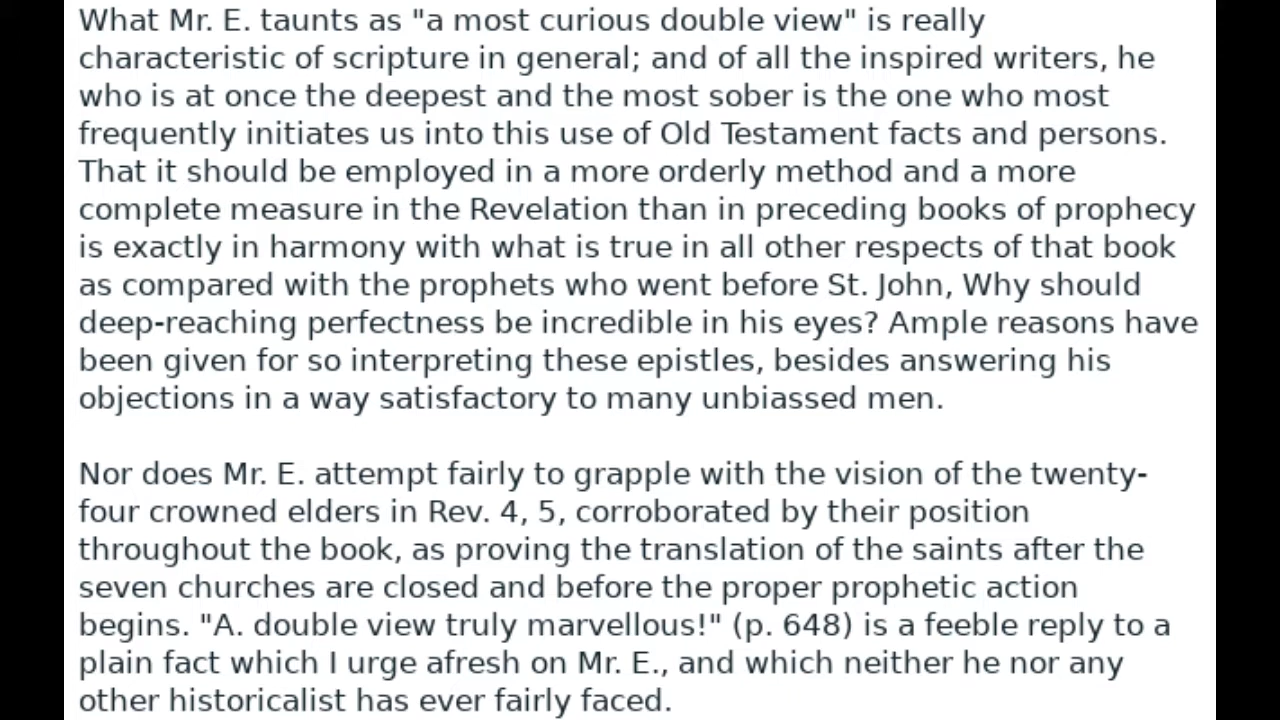 What Mr. E. taunts as "a most curious double view" is really
characteristic of scripture in general; and of all the inspired writers, he
who is at once the deepest and the most sober is the one who most
frequently initiates us into this use of Old Testament facts and persons.
That it should be employed in a more orderly method and a more
complete measure in the Revelation than in preceding books of prophecy
is exactly in harmony with what is true in all other respects of that book
as compared with the prophets who went before St. John, Why should
deep-reaching perfectness be incredible in his eyes? Ample reasons have
been given for so interpreting these epistles, besides answering his
objections in a way satisfactory to many unbiassed men.

Nor does Mr. E. attempt fairly to grapple with the vision of the twenty-
four crowned elders in Rev. 4, 5, corroborated by their position
throughout the book, as proving the translation of the saints after the
seven churches are closed and before the proper prophetic action
begins. "A. double view truly marvellous!" (p. 648) is a feeble reply to a
plain fact which I urge afresh on Mr. E., and which neither he nor any
other historicalist has ever fairly faced.